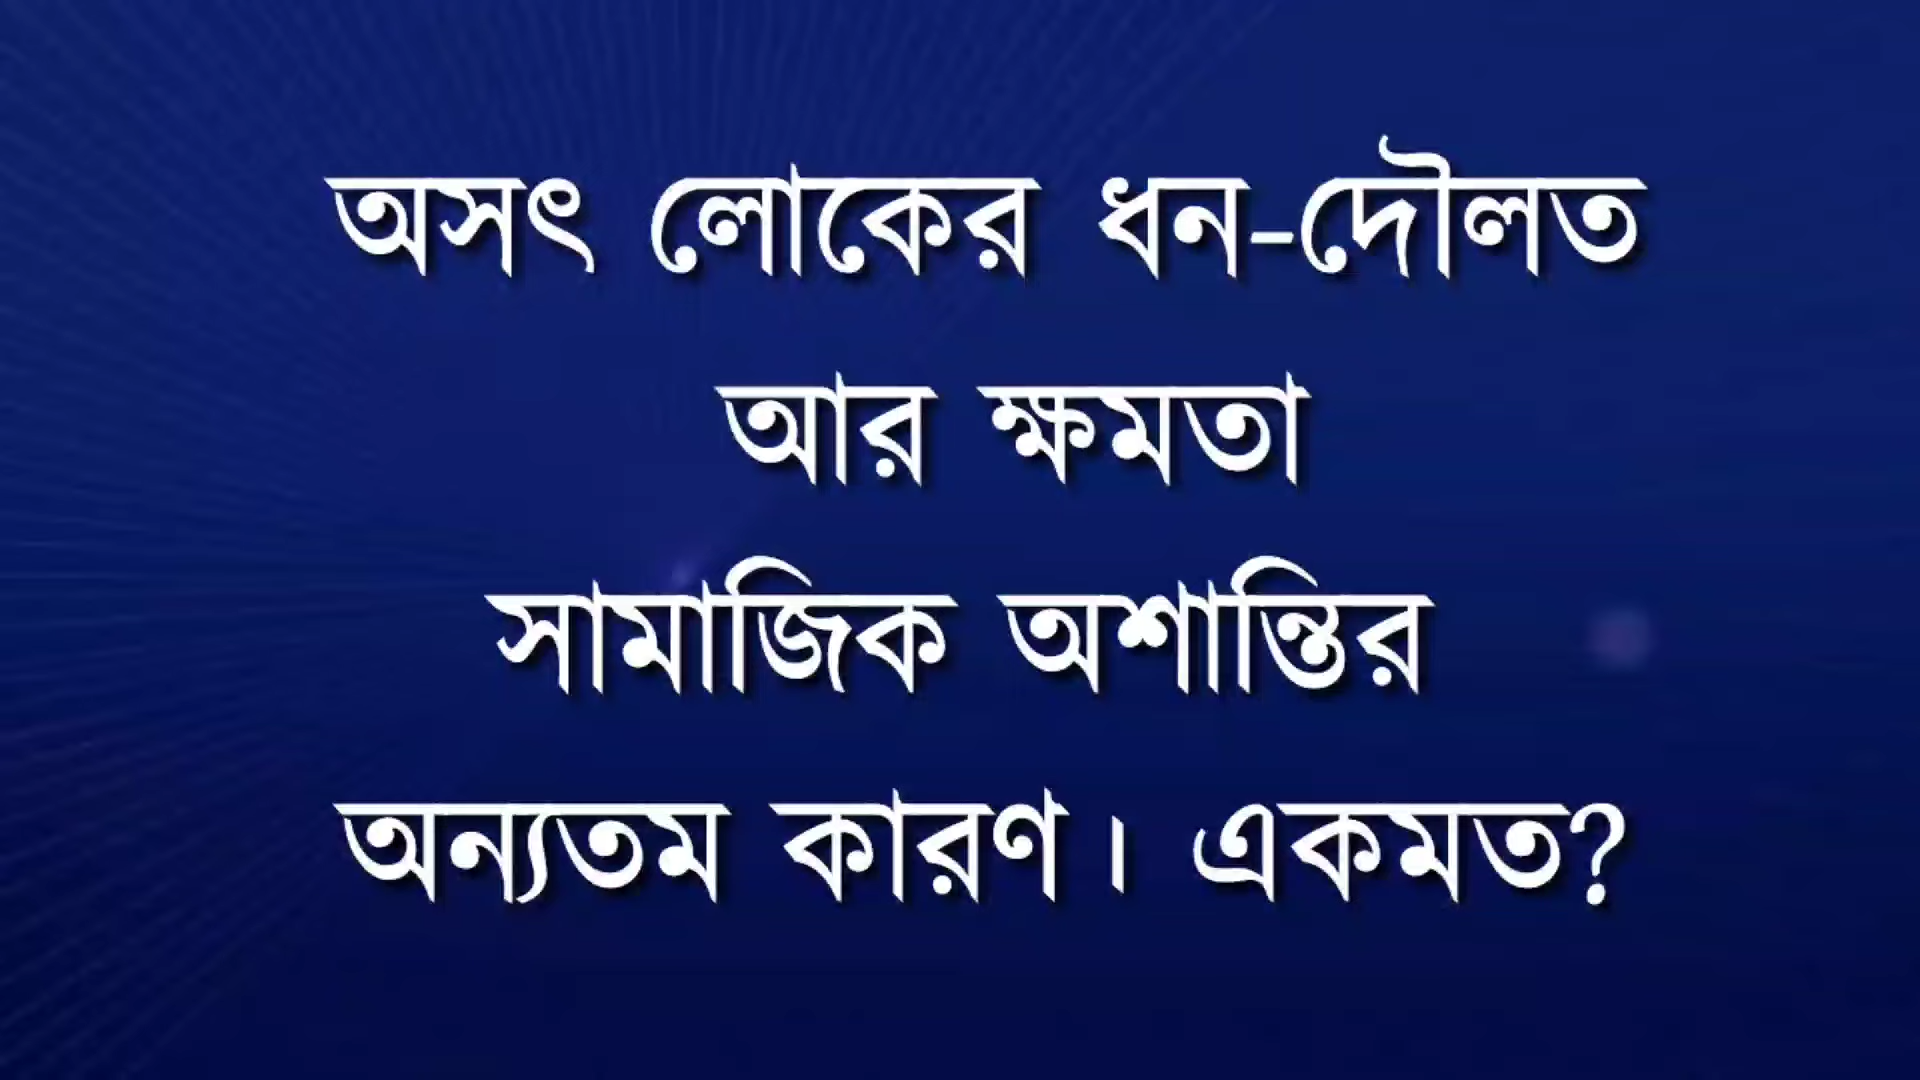 অসৎ লোকের ধন-দৌলত
আর ক্ষমতা
সামাজিক অশান্তির
অন্যতম কারণ। একমত?